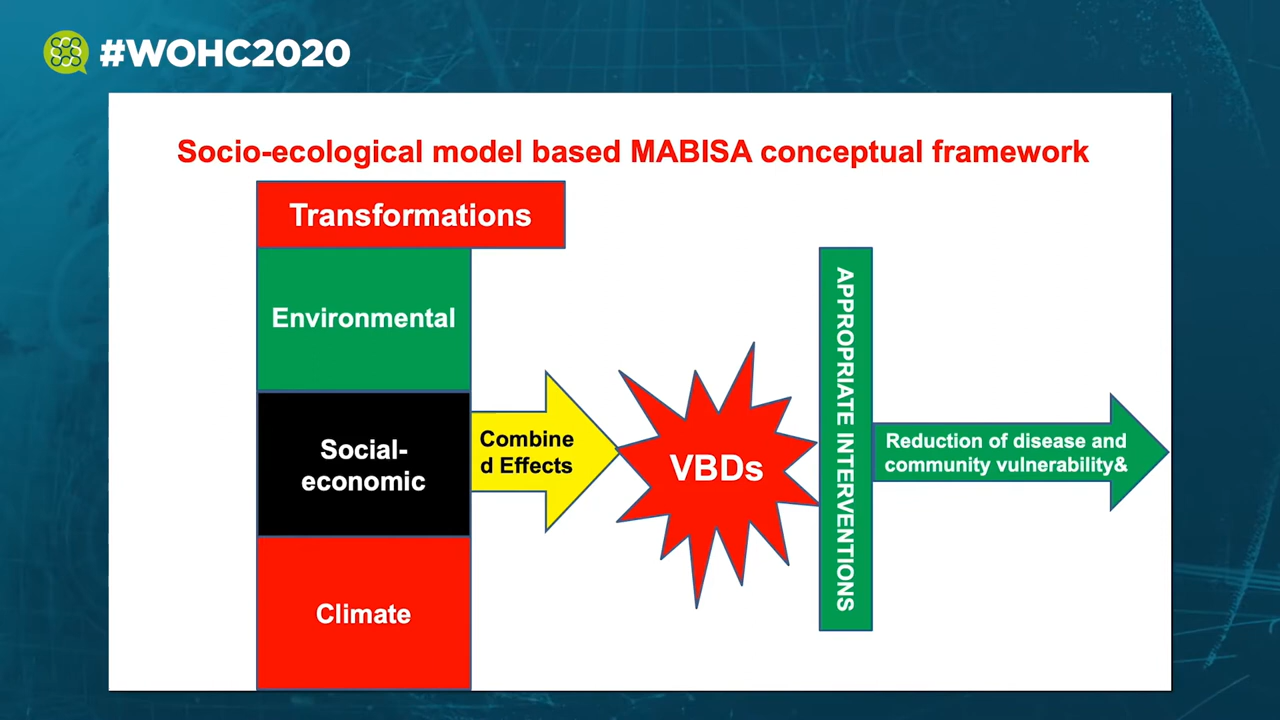 #WOHC2020
Socio-ecological model based MABISA conceptual framework
Transformations
Environmental
Social-
economic
Climate
Combine
d Effects
VBDs
APPROPRIATE INTERVENTIONS
Reduction of disease and
community vulnerability&